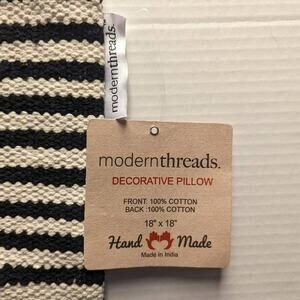 modernthreads.
modernthreads.
DECORATIVE PILLOW
FRONT: 100% COTTON
BACK :100% COTTON
18" x 18"
Hand Made
Made in India